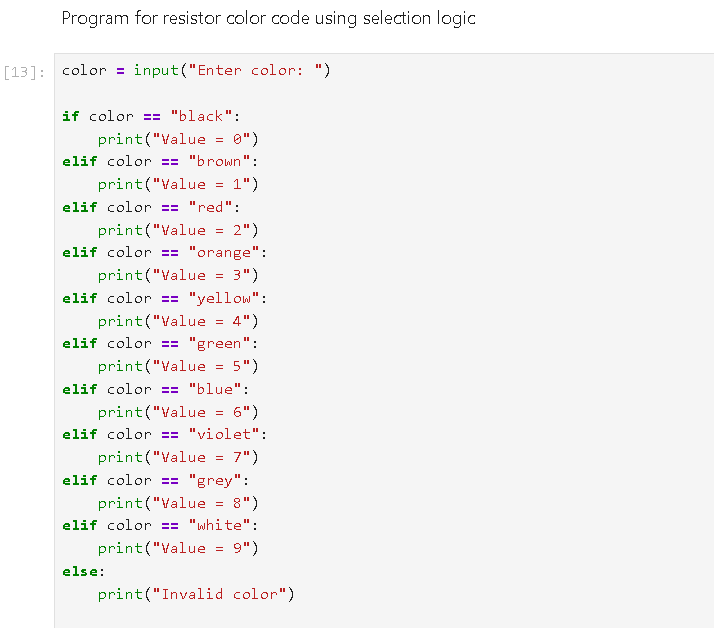 Program for resistor color code using selection logic
[13]:
color = input("Enter color: ")
if color == "black":
    print("Value = 0")
elif color == "brown":
    print("Value = 1")
elif color == "red":
    print("Value = 2")
elif color == "orange":
    print("Value = 3")
elif color == "yellow":
    print("Value = 4")
elif color == "green":
    print("Value = 5")
elif color == "blue":
    print("Value = 6")
elif color == "violet":
    print("Value = 7")
elif color == "grey":
    print("Value = 8")
elif color == "white":
    print("Value = 9")
else:
    print("Invalid color")